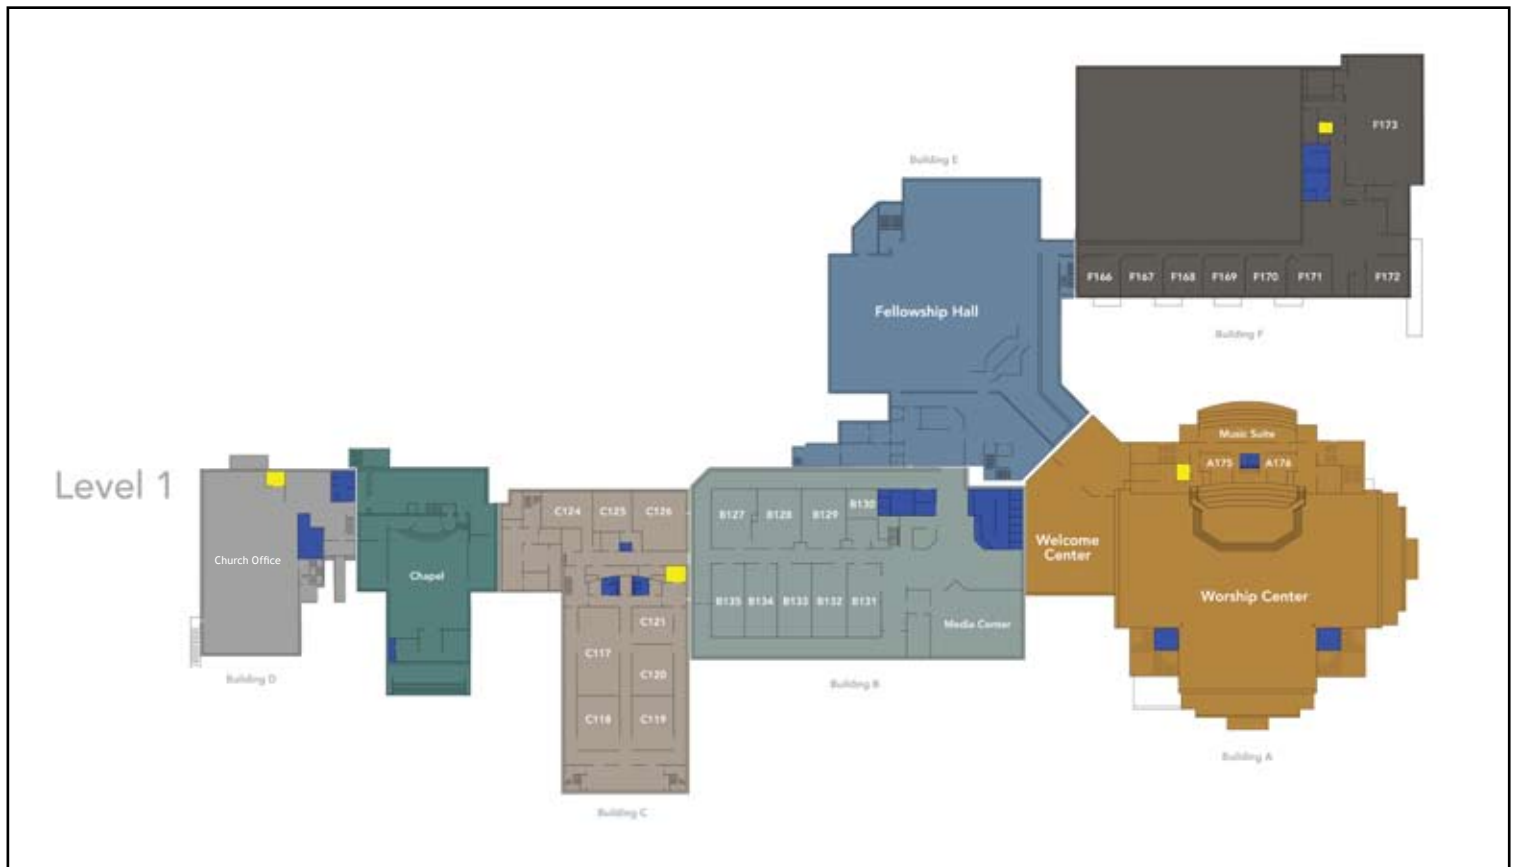 Level 1
Building E
F173
F166
F167
F168
F169
F170
F171
F172
Building F
Fellowship Hall
Music Suite
A175
A176
Welcome
Center
Worship Center
Building A
B127
B128
B129
B130
B135
B134
B133
B132
B131
Media Center
Building B
C124
C125
C126
C121
C117
C120
C118
C119
Building C
Chapel
Church Office
Building D